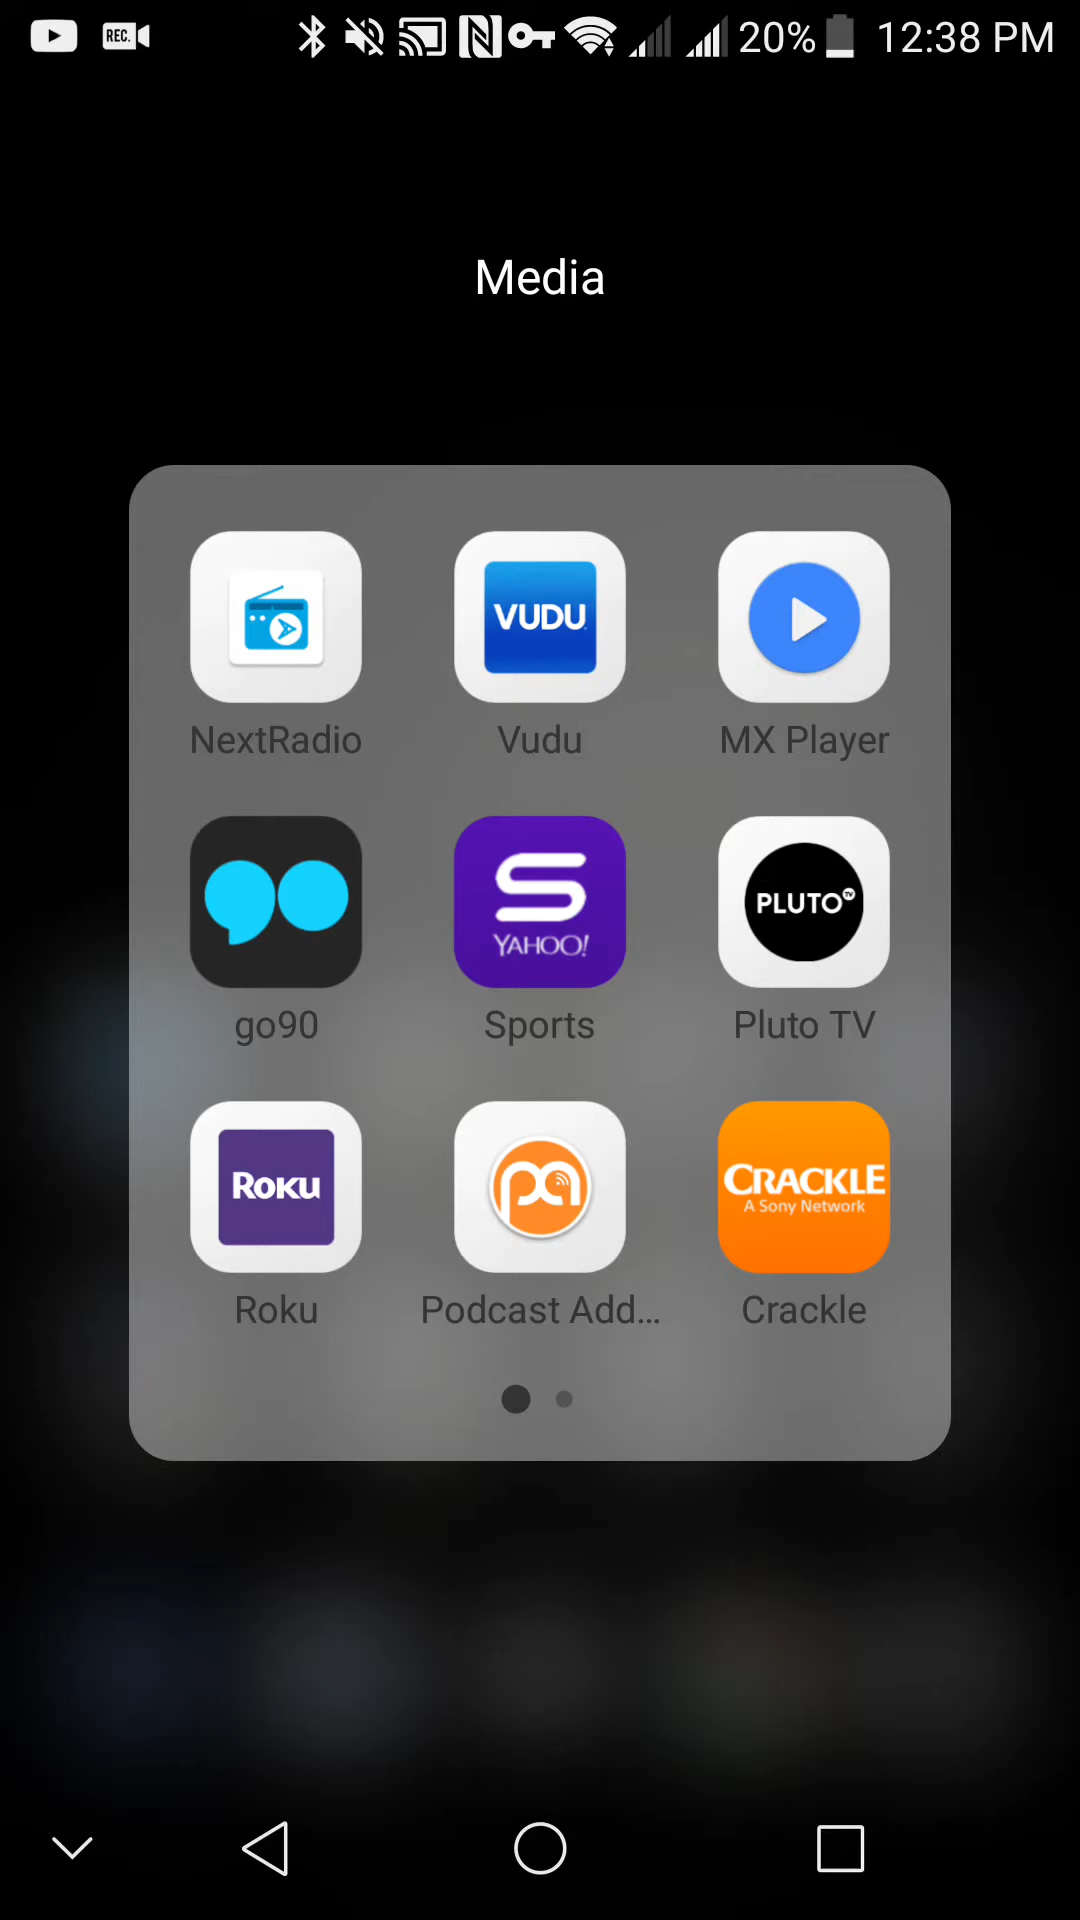 REC. 20% 12:38 PM
Media
VUDU
NextRadio Vudu MX Player
YAHOO!
PLUTO TV
go90 Sports Pluto TV
ROKU
CRACKLE
A Sony Network
Roku Podcast Add... Crackle